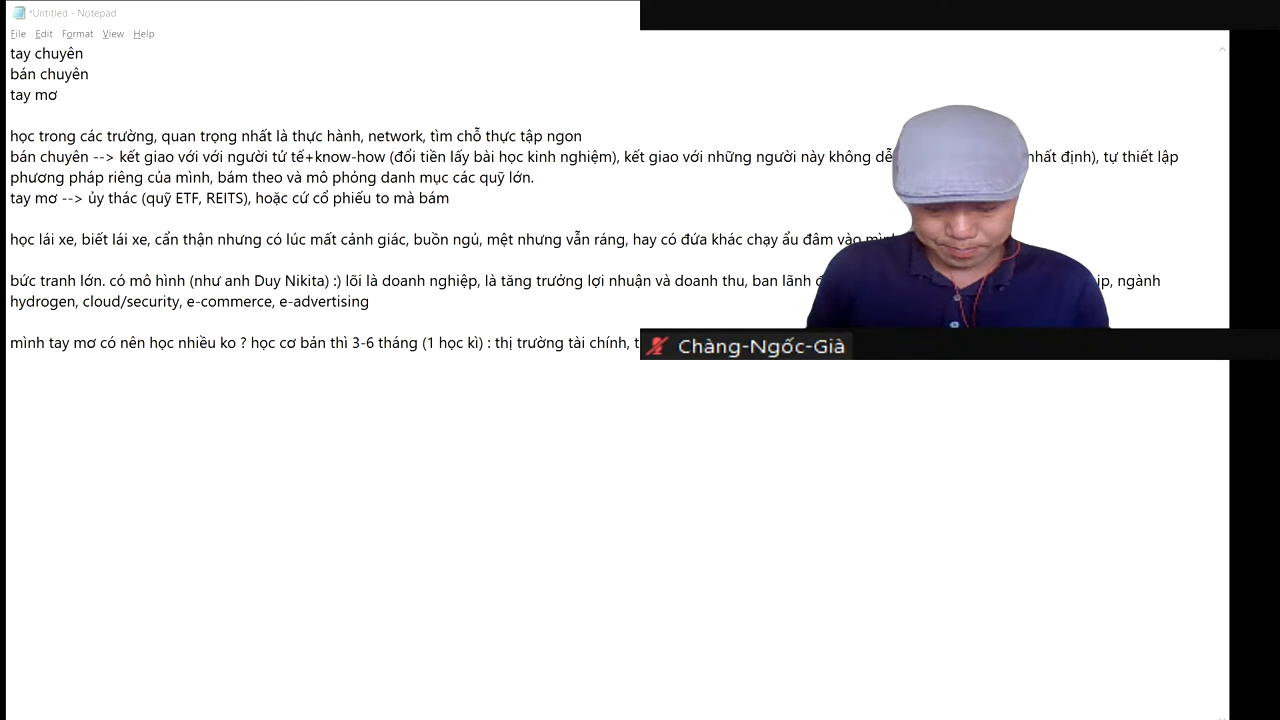 *Untitled - Notepad
File Edit Format View Help
tay chuyên
bán chuyên
tay mơ
học trong các trường, quan trọng nhất là thực hành, network, tìm chỗ thực tập ngon
bán chuyên --> kết giao với với người tử tế+know-how (đổi tiền lấy bài học kinh nghiệm), kết giao với những người này không dễ nhất định), tự thiết lập
phương pháp riêng của mình, bám theo và mô phỏng danh mục các quỹ lớn.
tay mơ --> ủy thác (quỹ ETF, REITS), hoặc cứ cổ phiếu to mà bám
học lái xe, biết lái xe, cẩn thận nhưng có lúc mất cảnh giác, buồn ngủ, mệt nhưng vẫn ráng, hay có đứa khác chạy ẩu đâm vào
bức tranh lớn. có mô hình (như anh Duy Nikita) :) lõi là doanh nghiệp, là tăng trưởng lợi nhuận và doanh thu, ban lãnh ngành
hydrogen, cloud/security, e-commerce, e-advertising
mình tay mơ có nên học nhiều ko ? học cơ bản thì 3-6 tháng (1 học kì) : thị trường tài chính,
Chàng-Ngốc-Già